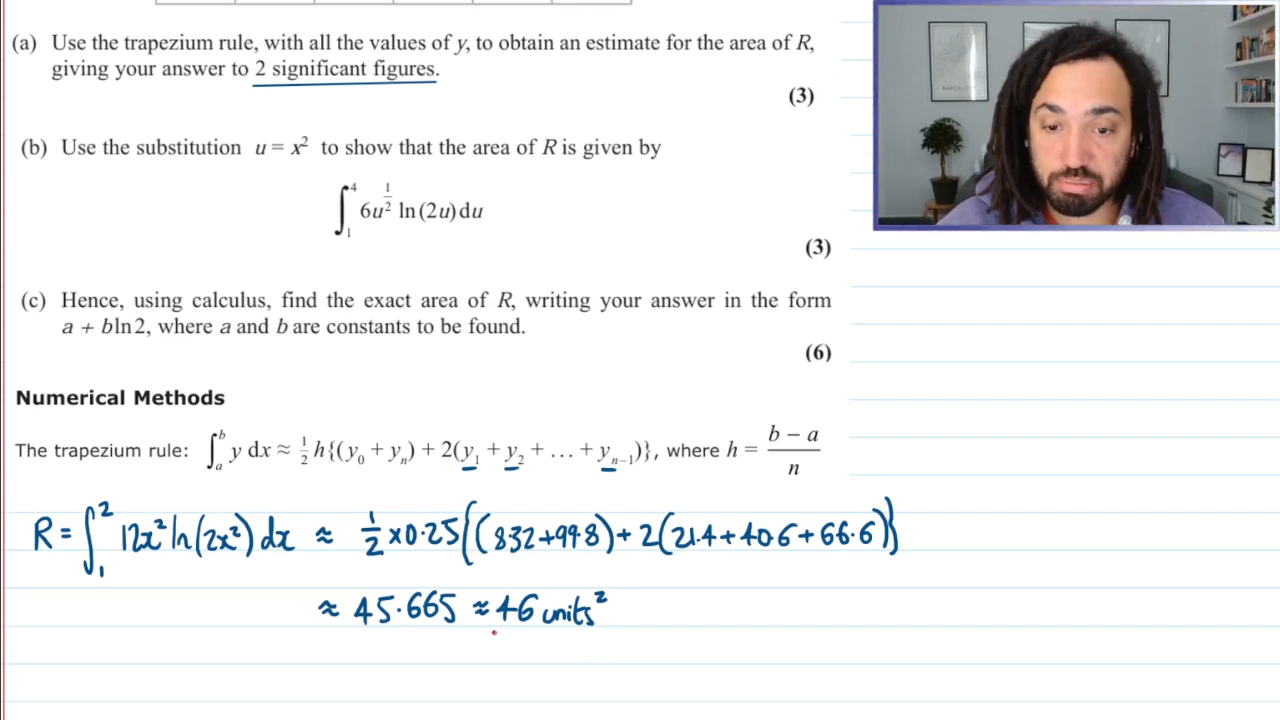 (a) Use the trapezium rule, with all the values of y, to obtain an estimate for the area of R,
giving your answer to 2 significant figures.
(3)
(b) Use the substitution u = x² to show that the area of R is given by
∫₁⁴ 6u^(1/2) ln(2u) du
(3)
(c) Hence, using calculus, find the exact area of R, writing your answer in the form
a + bln2, where a and b are constants to be found.
(6)
Numerical Methods
The trapezium rule: ∫ₐᵇ y dx ≈ ½h{(y₀ + yₙ) + 2(y₁ + y₂ + … + yₙ₋₁)}, where h = (b − a)/n
R = ∫₁² 12x² ln(2x²) dx ≈ ½ × 0.25{(8.32+99.8) + 2(21.4+40.6+66.6)}
≈ 45.665 ≈ 46 units²